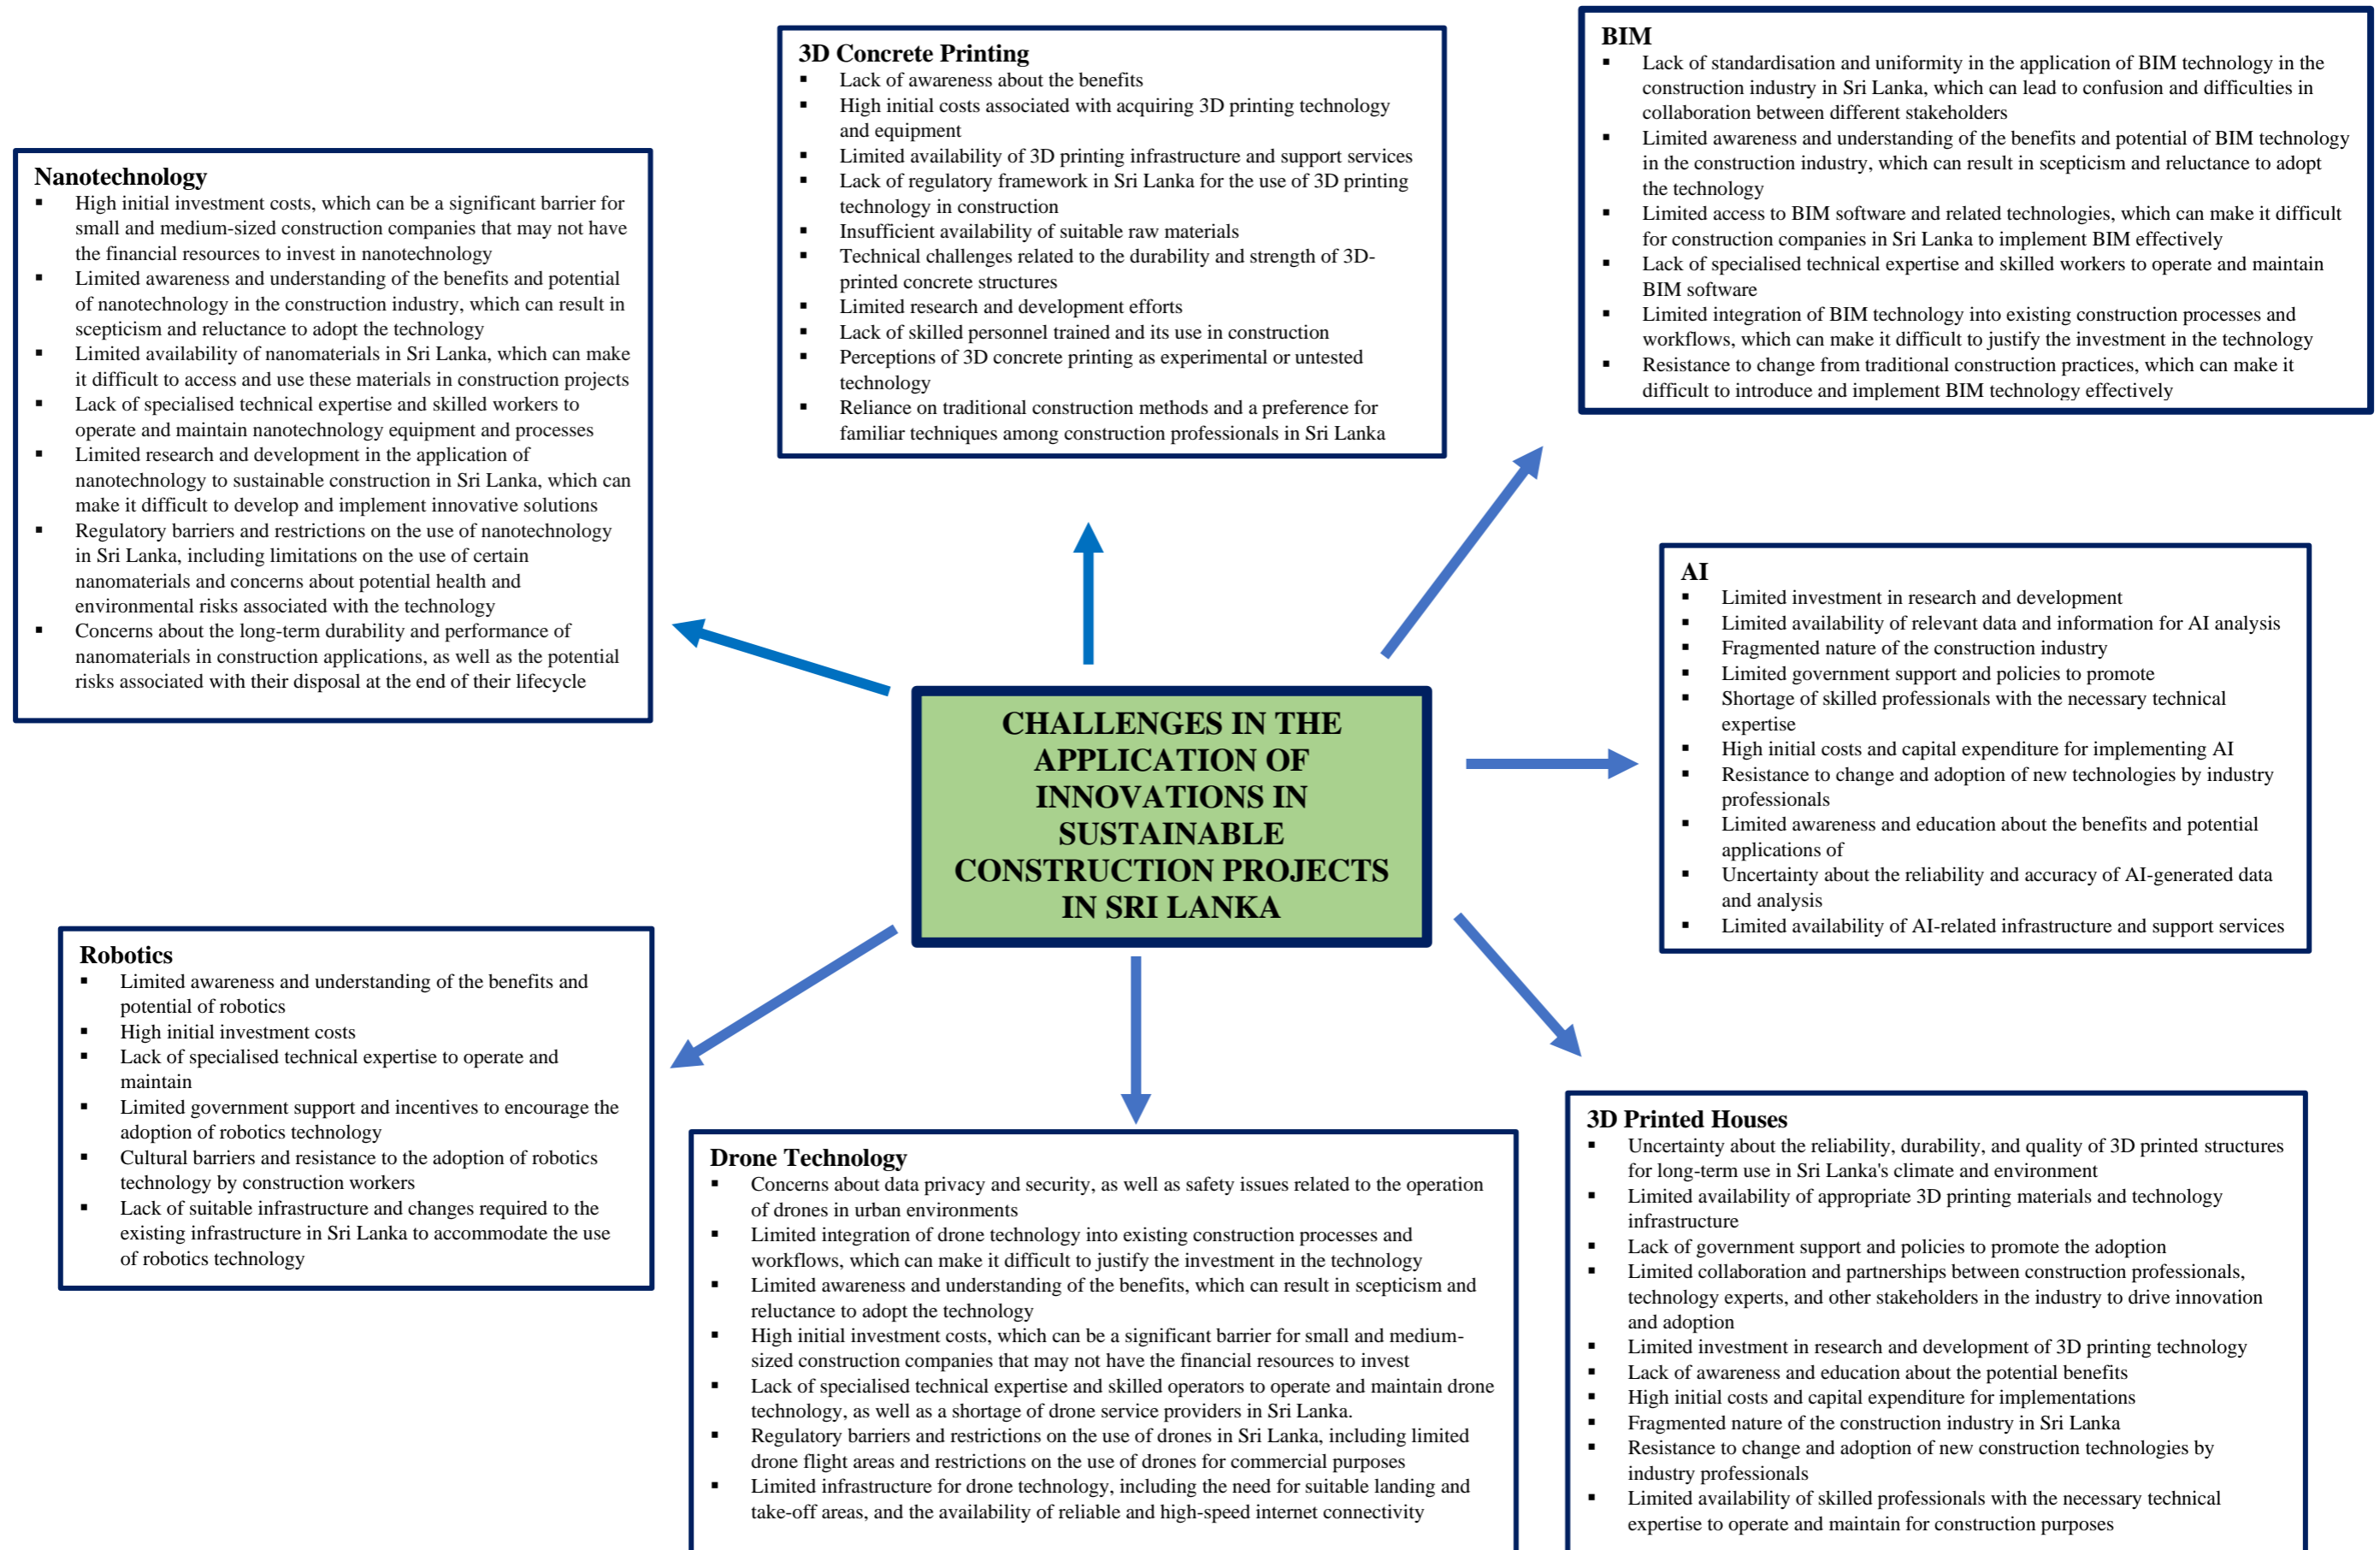 3D Concrete Printing
▪ Lack of awareness about the benefits
▪ High initial costs associated with acquiring 3D printing technology
and equipment
▪ Limited availability of 3D printing infrastructure and support services
▪ Lack of regulatory framework in Sri Lanka for the use of 3D printing
technology in construction
▪ Insufficient availability of suitable raw materials
▪ Technical challenges related to the durability and strength of 3D-
printed concrete structures
▪ Limited research and development efforts
▪ Lack of skilled personnel trained and its use in construction
▪ Perceptions of 3D concrete printing as experimental or untested
technology
▪ Reliance on traditional construction methods and a preference for
familiar techniques among construction professionals in Sri Lanka
BIM
▪ Lack of standardisation and uniformity in the application of BIM technology in the
construction industry in Sri Lanka, which can lead to confusion and difficulties in
collaboration between different stakeholders
▪ Limited awareness and understanding of the benefits and potential of BIM technology
in the construction industry, which can result in scepticism and reluctance to adopt
the technology
▪ Limited access to BIM software and related technologies, which can make it difficult
for construction companies in Sri Lanka to implement BIM effectively
▪ Lack of specialised technical expertise and skilled workers to operate and maintain
BIM software
▪ Limited integration of BIM technology into existing construction processes and
workflows, which can make it difficult to justify the investment in the technology
▪ Resistance to change from traditional construction practices, which can make it
difficult to introduce and implement BIM technology effectively
Nanotechnology
▪ High initial investment costs, which can be a significant barrier for
small and medium-sized construction companies that may not have
the financial resources to invest in nanotechnology
▪ Limited awareness and understanding of the benefits and potential
of nanotechnology in the construction industry, which can result in
scepticism and reluctance to adopt the technology
▪ Limited availability of nanomaterials in Sri Lanka, which can make
it difficult to access and use these materials in construction projects
▪ Lack of specialised technical expertise and skilled workers to
operate and maintain nanotechnology equipment and processes
▪ Limited research and development in the application of
nanotechnology to sustainable construction in Sri Lanka, which can
make it difficult to develop and implement innovative solutions
▪ Regulatory barriers and restrictions on the use of nanotechnology
in Sri Lanka, including limitations on the use of certain
nanomaterials and concerns about potential health and
environmental risks associated with the technology
▪ Concerns about the long-term durability and performance of
nanomaterials in construction applications, as well as the potential
risks associated with their disposal at the end of their lifecycle
AI
▪ Limited investment in research and development
▪ Limited availability of relevant data and information for AI analysis
▪ Fragmented nature of the construction industry
▪ Limited government support and policies to promote
▪ Shortage of skilled professionals with the necessary technical
expertise
▪ High initial costs and capital expenditure for implementing AI
▪ Resistance to change and adoption of new technologies by industry
professionals
▪ Limited awareness and education about the benefits and potential
applications of
▪ Uncertainty about the reliability and accuracy of AI-generated data
and analysis
▪ Limited availability of AI-related infrastructure and support services
CHALLENGES IN THE
APPLICATION OF
INNOVATIONS IN
SUSTAINABLE
CONSTRUCTION PROJECTS
IN SRI LANKA
Robotics
▪ Limited awareness and understanding of the benefits and
potential of robotics
▪ High initial investment costs
▪ Lack of specialised technical expertise to operate and
maintain
▪ Limited government support and incentives to encourage the
adoption of robotics technology
▪ Cultural barriers and resistance to the adoption of robotics
technology by construction workers
▪ Lack of suitable infrastructure and changes required to the
existing infrastructure in Sri Lanka to accommodate the use
of robotics technology
Drone Technology
▪ Concerns about data privacy and security, as well as safety issues related to the operation
of drones in urban environments
▪ Limited integration of drone technology into existing construction processes and
workflows, which can make it difficult to justify the investment in the technology
▪ Limited awareness and understanding of the benefits, which can result in scepticism and
reluctance to adopt the technology
▪ High initial investment costs, which can be a significant barrier for small and medium-
sized construction companies that may not have the financial resources to invest
▪ Lack of specialised technical expertise and skilled operators to operate and maintain drone
technology, as well as a shortage of drone service providers in Sri Lanka.
▪ Regulatory barriers and restrictions on the use of drones in Sri Lanka, including limited
drone flight areas and restrictions on the use of drones for commercial purposes
▪ Limited infrastructure for drone technology, including the need for suitable landing and
take-off areas, and the availability of reliable and high-speed internet connectivity
3D Printed Houses
▪ Uncertainty about the reliability, durability, and quality of 3D printed structures
for long-term use in Sri Lanka's climate and environment
▪ Limited availability of appropriate 3D printing materials and technology
infrastructure
▪ Lack of government support and policies to promote the adoption
▪ Limited collaboration and partnerships between construction professionals,
technology experts, and other stakeholders in the industry to drive innovation
and adoption
▪ Limited investment in research and development of 3D printing technology
▪ Lack of awareness and education about the potential benefits
▪ High initial costs and capital expenditure for implementations
▪ Fragmented nature of the construction industry in Sri Lanka
▪ Resistance to change and adoption of new construction technologies by
industry professionals
▪ Limited availability of skilled professionals with the necessary technical
expertise to operate and maintain for construction purposes